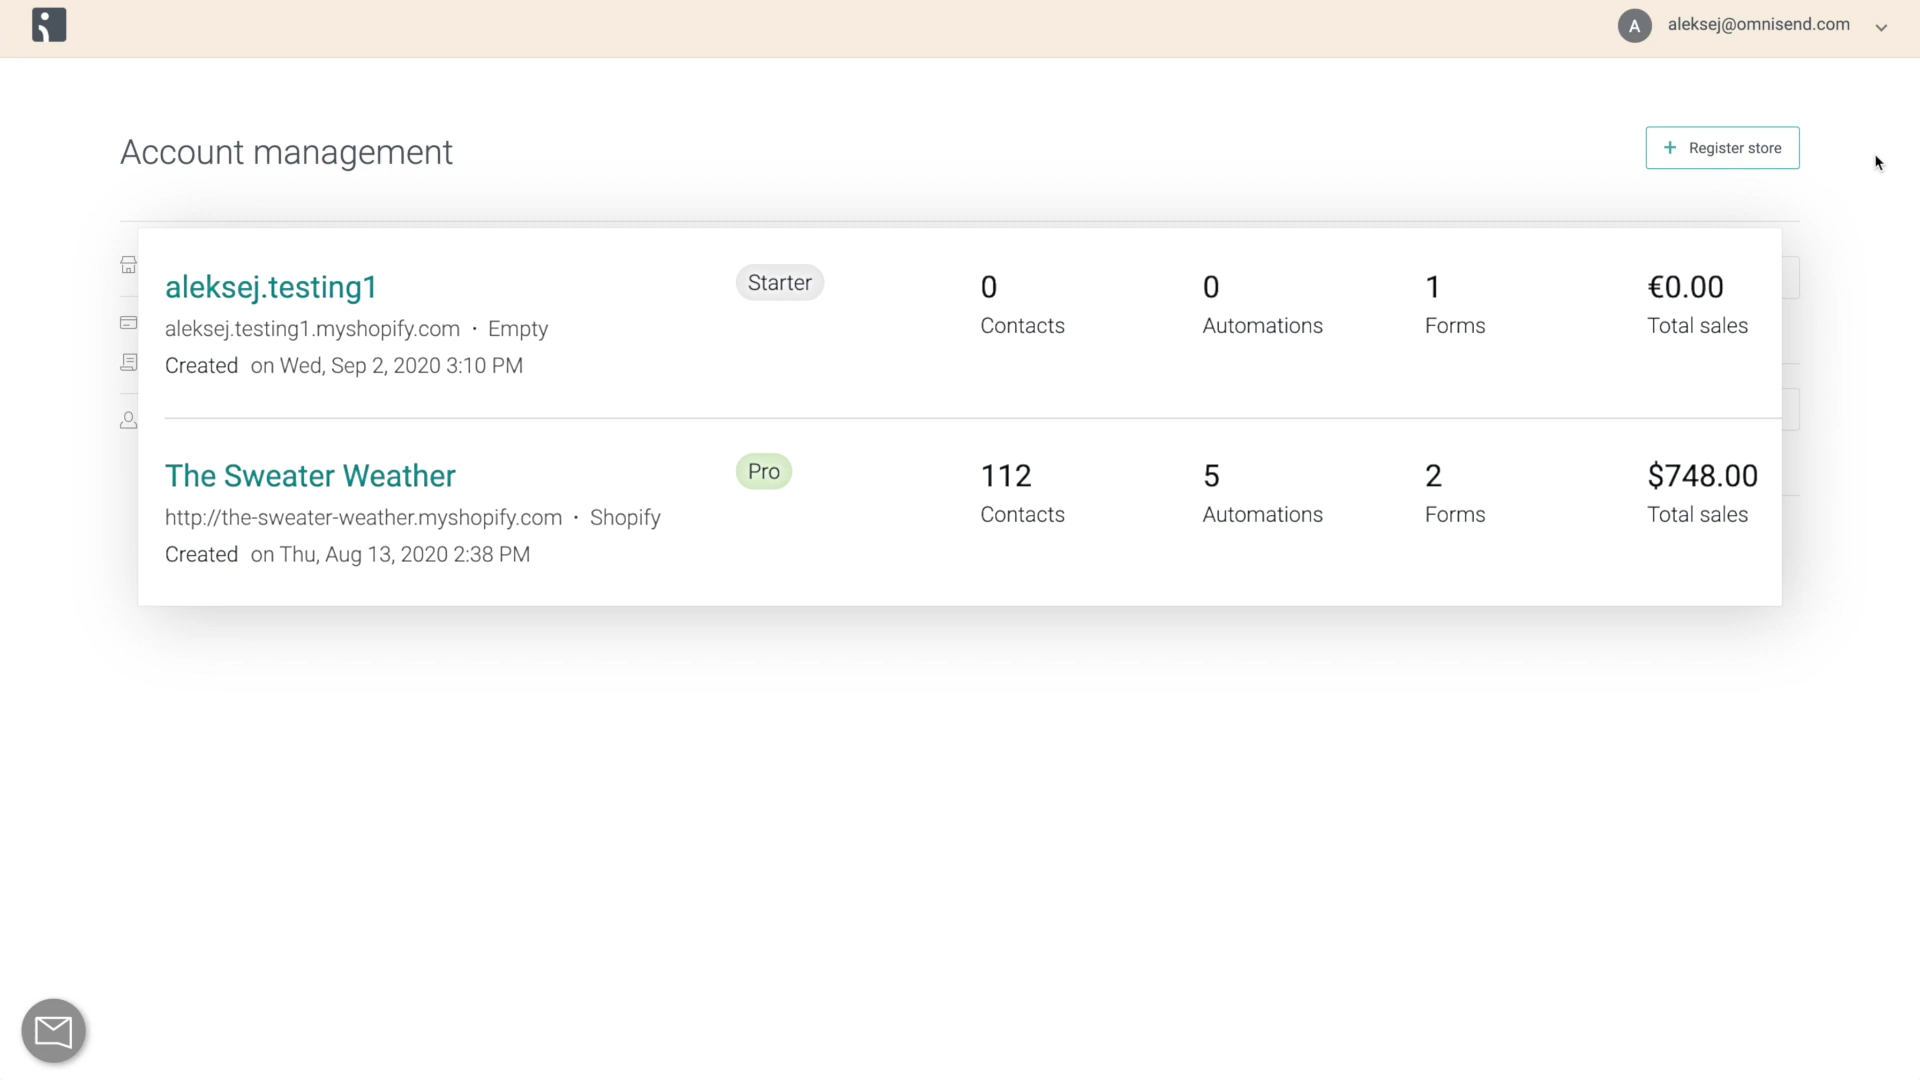 A aleksej@omnisend.com
Account management
+ Register store
aleksej.testing1
Starter
0
0
1
€0.00
aleksej.testing1.myshopify.com · Empty
Contacts
Automations
Forms
Total sales
Created on Wed, Sep 2, 2020 3:10 PM
The Sweater Weather
Pro
112
5
2
$748.00
http://the-sweater-weather.myshopify.com · Shopify
Contacts
Automations
Forms
Total sales
Created on Thu, Aug 13, 2020 2:38 PM